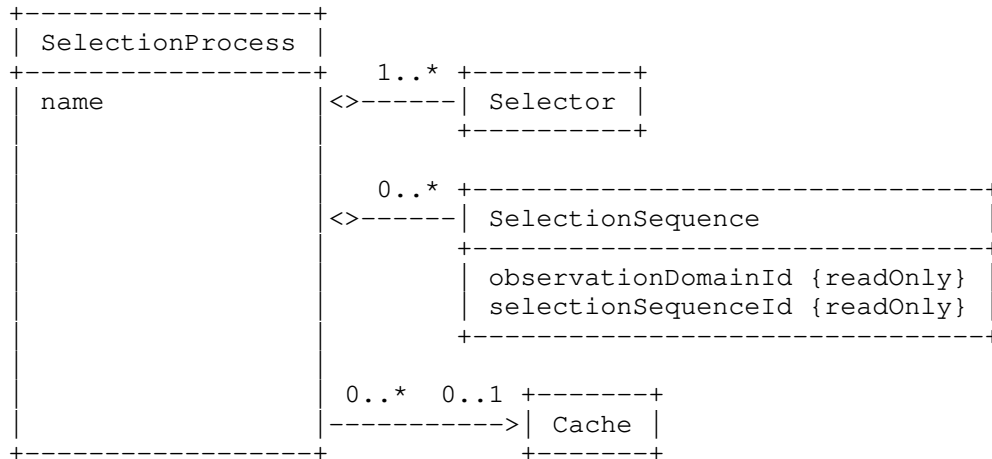 SelectionProcess
1..*
name <> Selector
0..*
<> SelectionSequence
observationDomainId {readOnly}
selectionSequenceId {readOnly}
0..* 0..1
Cache